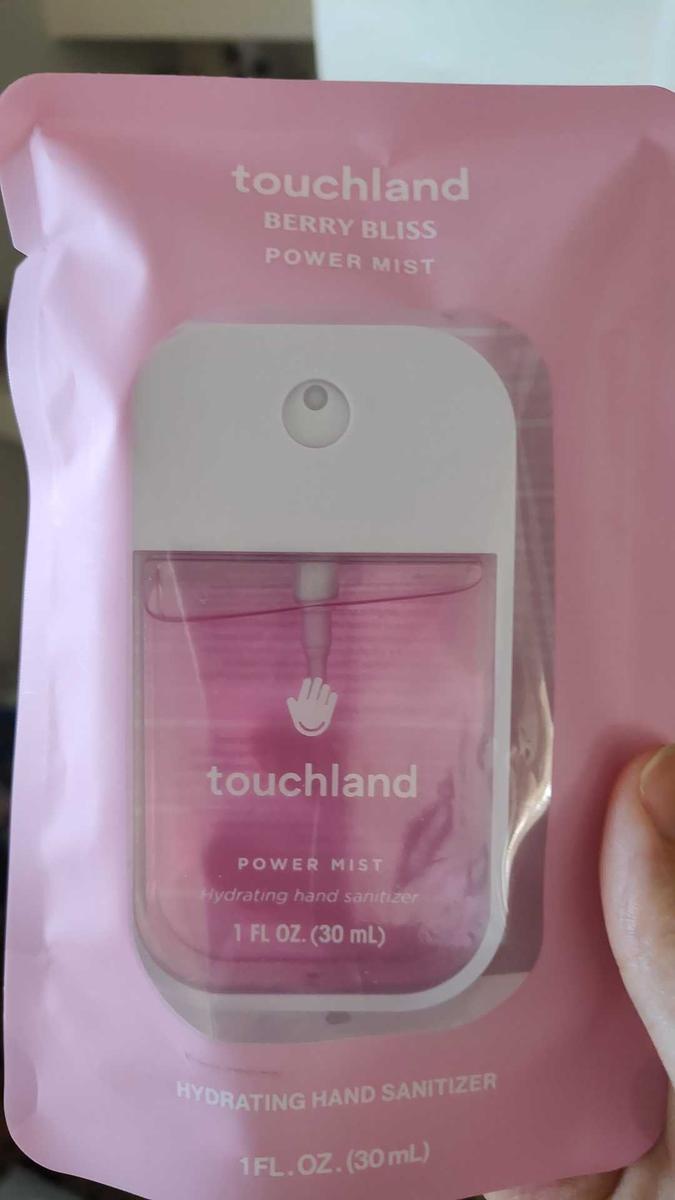 touchland
BERRY BLISS
POWER MIST
touchland
POWER MIST
Hydrating hand sanitizer
1 FL OZ. (30 mL)
HYDRATING HAND SANITIZER
1FL.OZ.(30mL)